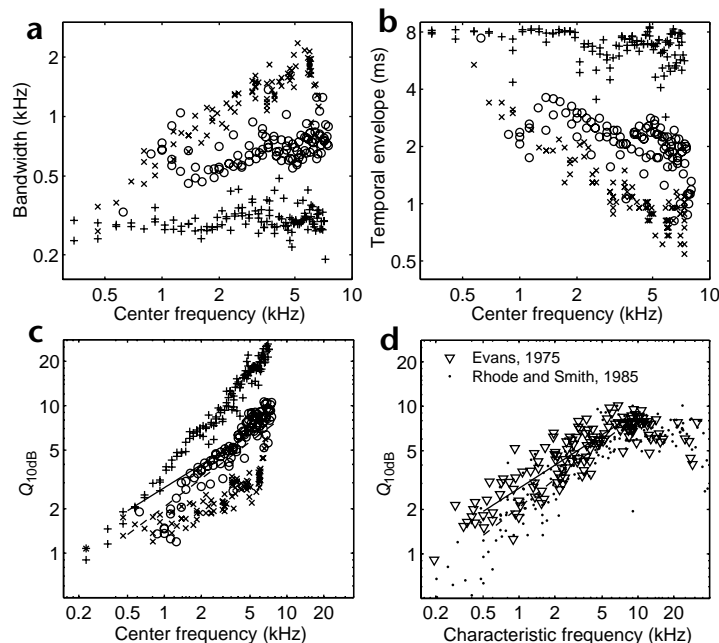 a
Bandwidth (kHz)
2
1
0.5
0.2
0.5 1 2 5 10
Center frequency (kHz)
b
Temporal envelope (ms)
8
4
2
1
0.5
0.5 1 2 5 10
Center frequency (kHz)
c
Q10dB
20
10
5
2
1
0.2 0.5 1 2 5 10 20
Center frequency (kHz)
d
Evans, 1975
Rhode and Smith, 1985
Q10dB
20
10
5
2
1
0.2 0.5 1 2 5 10 20
Characteristic frequency (kHz)